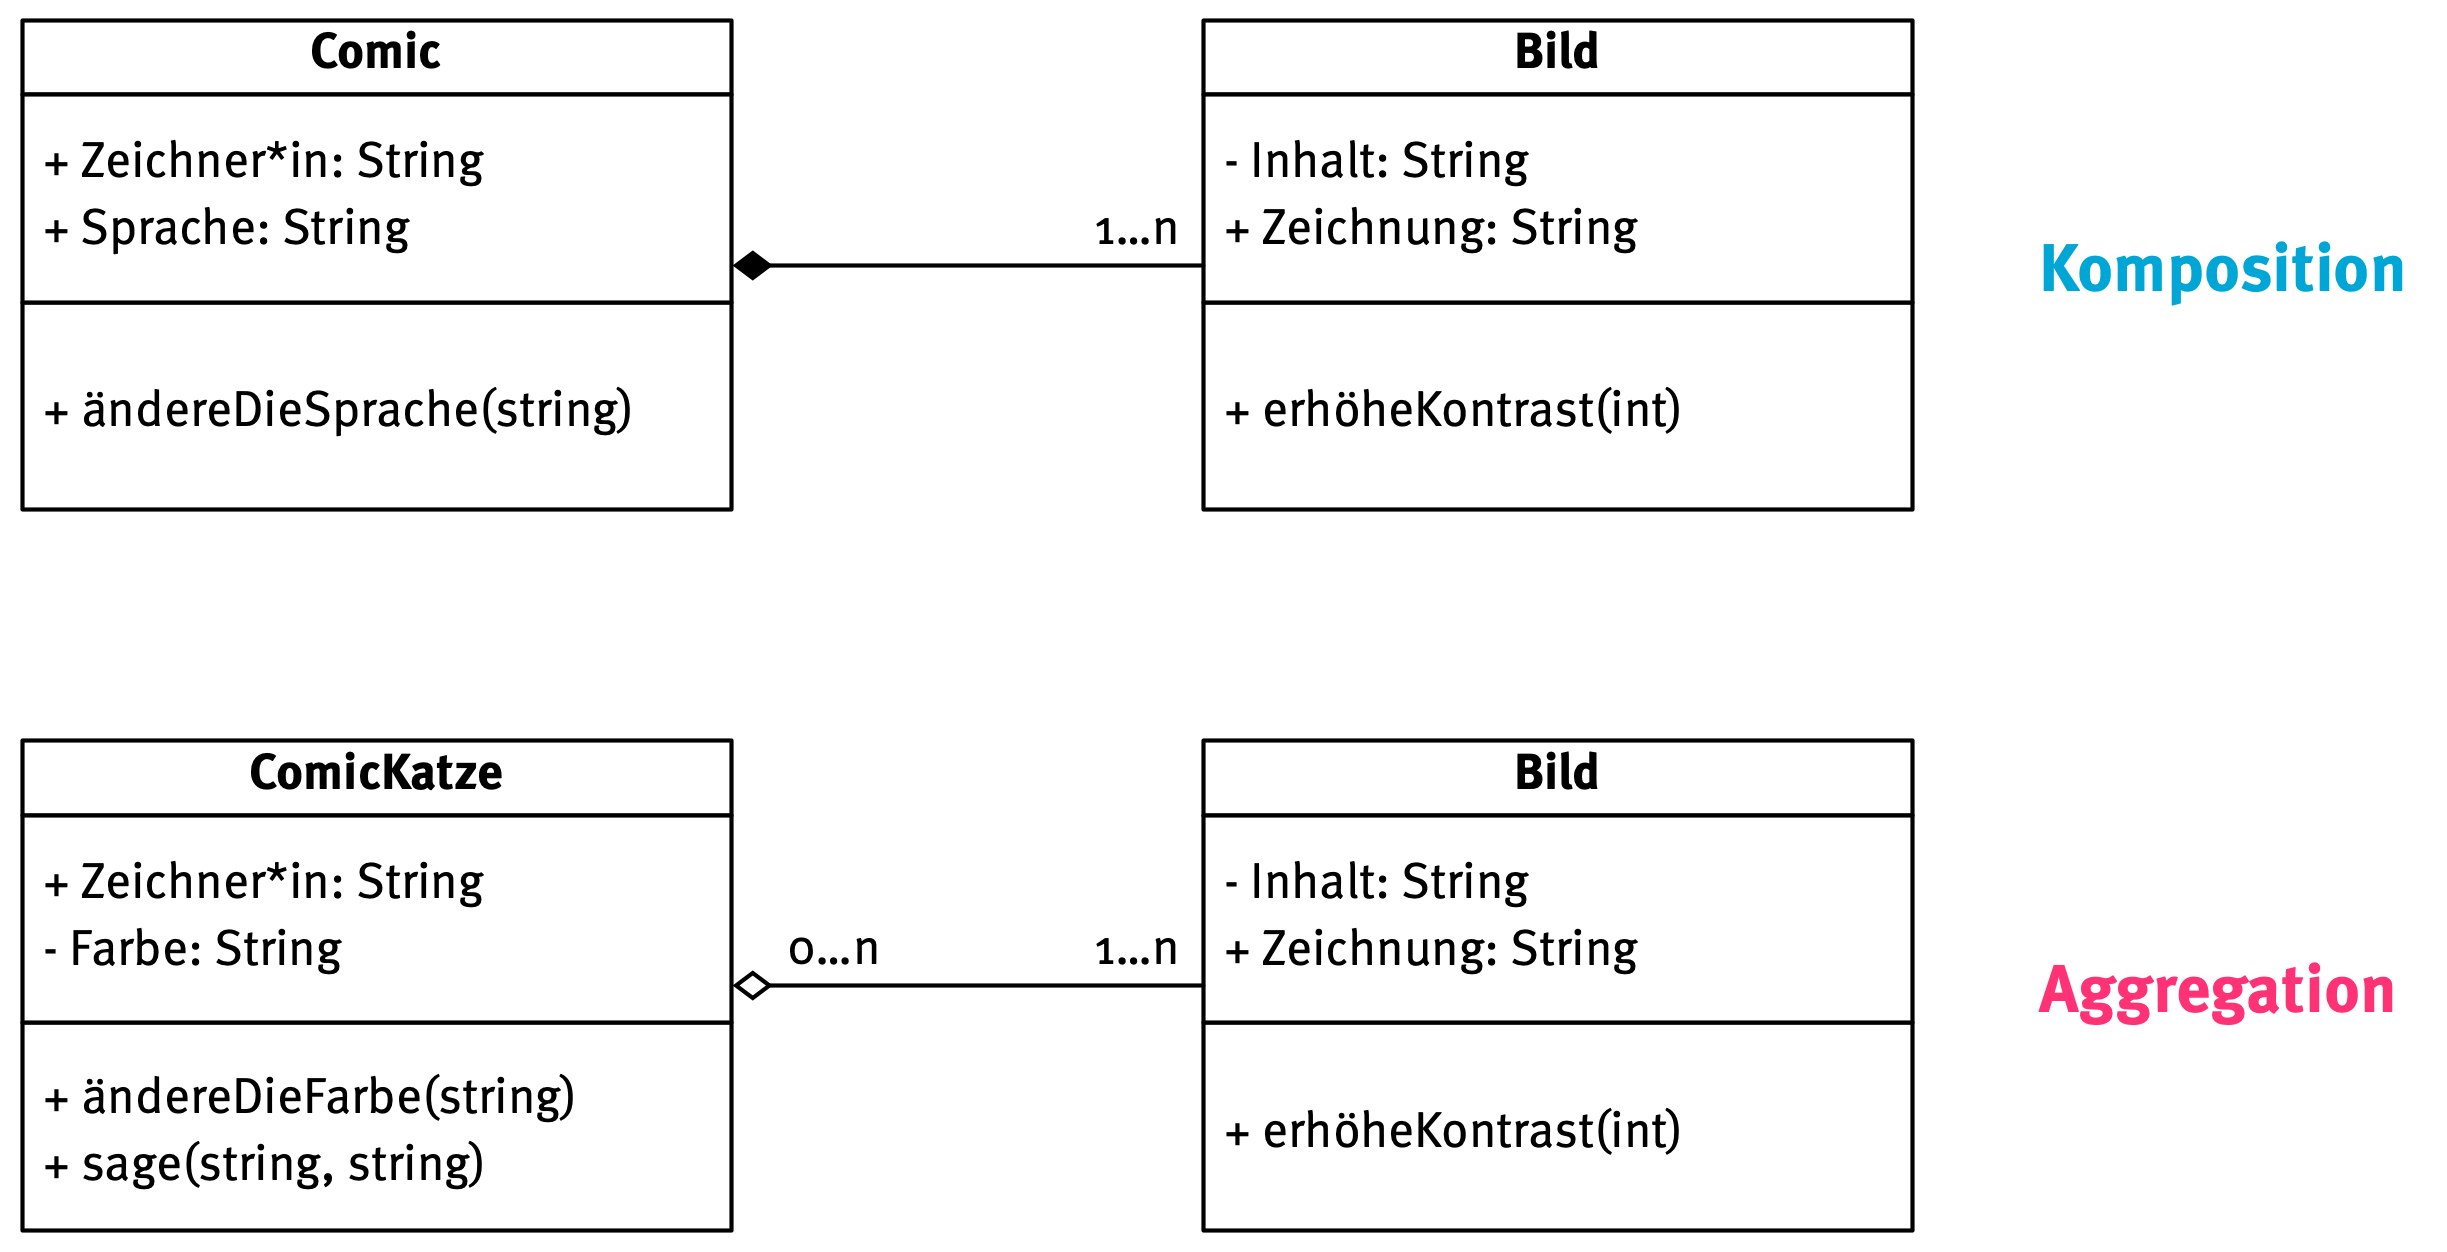 Comic
+ Zeichner*in: String
+ Sprache: String
+ ändereDieSprache(string)
1...n
Bild
- Inhalt: String
+ Zeichnung: String
+ erhöheKontrast(int)
Komposition
ComicKatze
+ Zeichner*in: String
- Farbe: String
+ ändereDieFarbe(string)
+ sage(string, string)
0...n
1...n
Bild
- Inhalt: String
+ Zeichnung: String
+ erhöheKontrast(int)
Aggregation